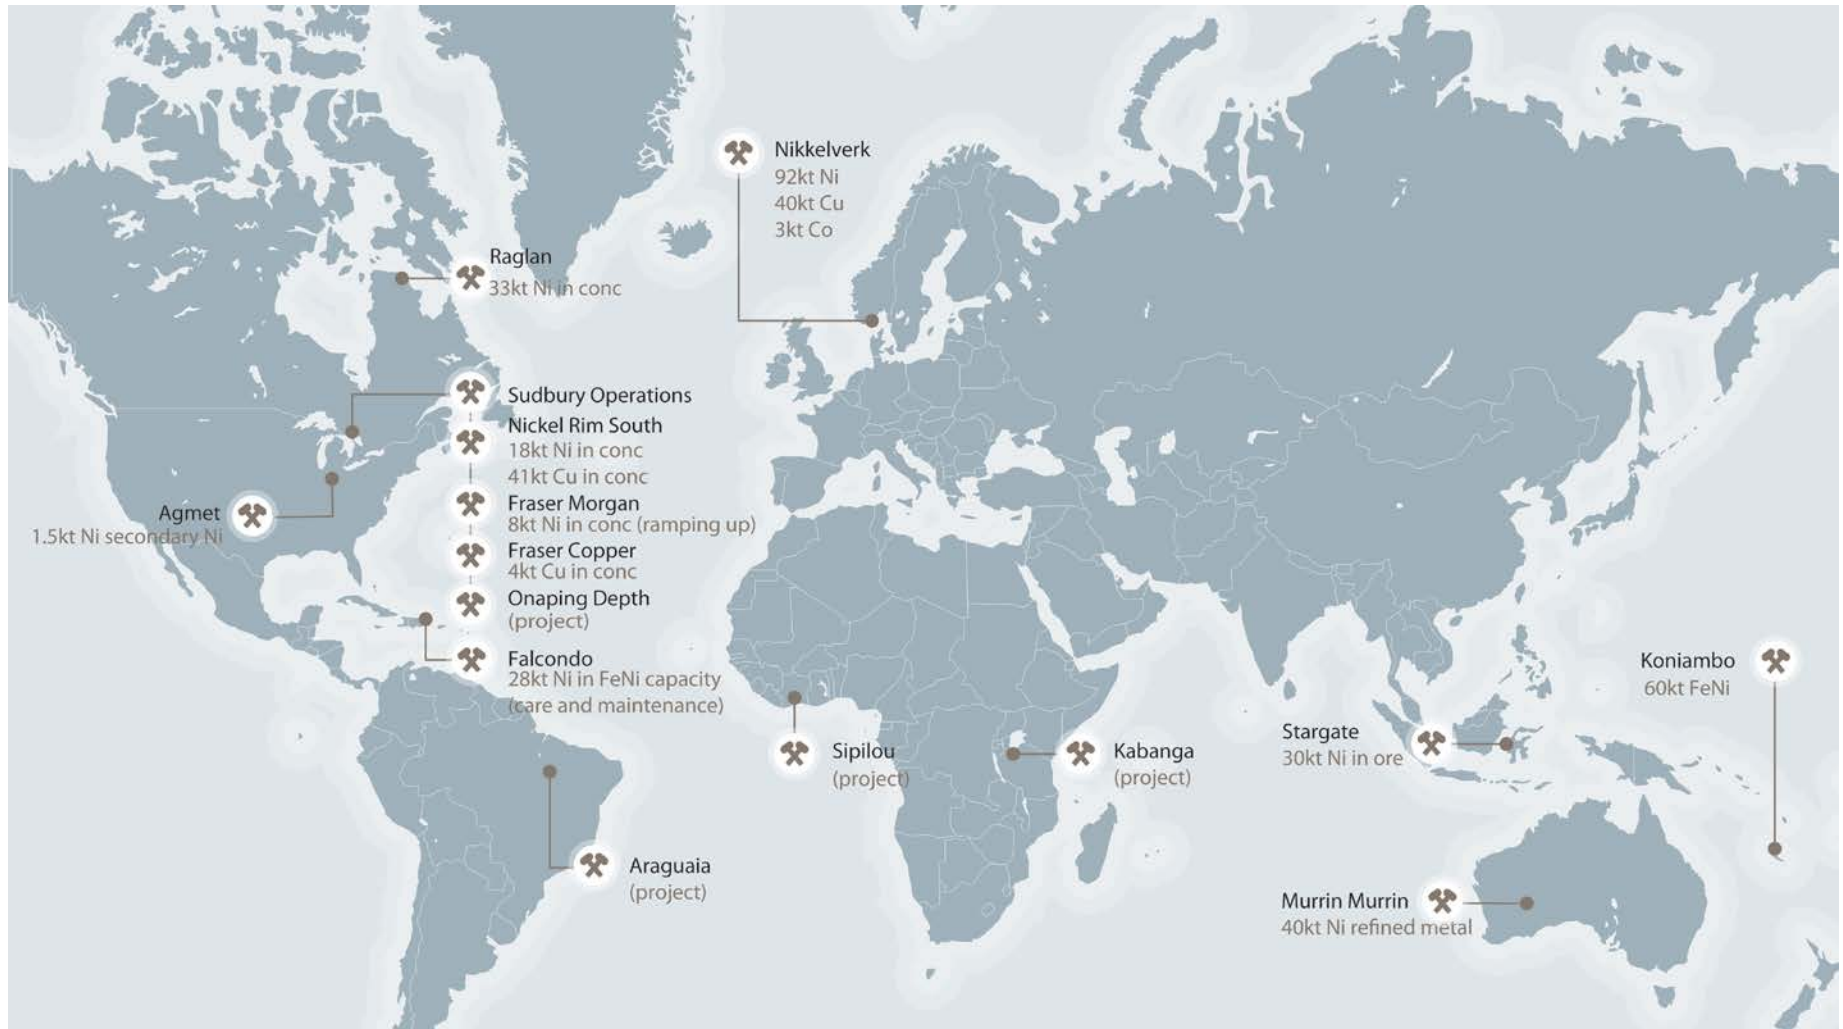 Nikkelverk
92kt Ni
40kt Cu
3kt Co
Raglan
33kt Ni in conc
Sudbury Operations
Nickel Rim South
18kt Ni in conc
41kt Cu in conc
Fraser Morgan
8kt Ni in conc (ramping up)
Fraser Copper
4kt Cu in conc
Onaping Depth
(project)
Falcondo
28kt Ni in FeNi capacity
(care and maintenance)
Agmet
1.5kt Ni secondary Ni
Araguaia
(project)
Sipilou
(project)
Kabanga
(project)
Stargate
30kt Ni in ore
Koniambo
60kt FeNi
Murrin Murrin
40kt Ni refined metal